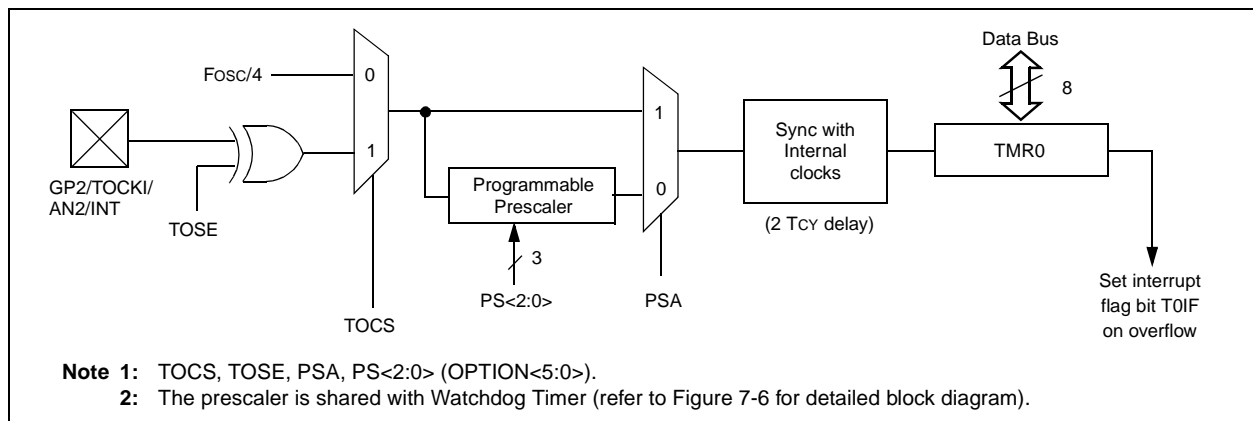 Data Bus
8
FOSC/4
0
1
GP2/TOCKI/
AN2/INT
TOSE
TOCS
Programmable
Prescaler
3
PS<2:0>
1
0
PSA
Sync with
Internal
clocks
(2 TCY delay)
TMR0
Set interrupt
flag bit T0IF
on overflow
Note 1: TOCS, TOSE, PSA, PS<2:0> (OPTION<5:0>).
2: The prescaler is shared with Watchdog Timer (refer to Figure 7-6 for detailed block diagram).